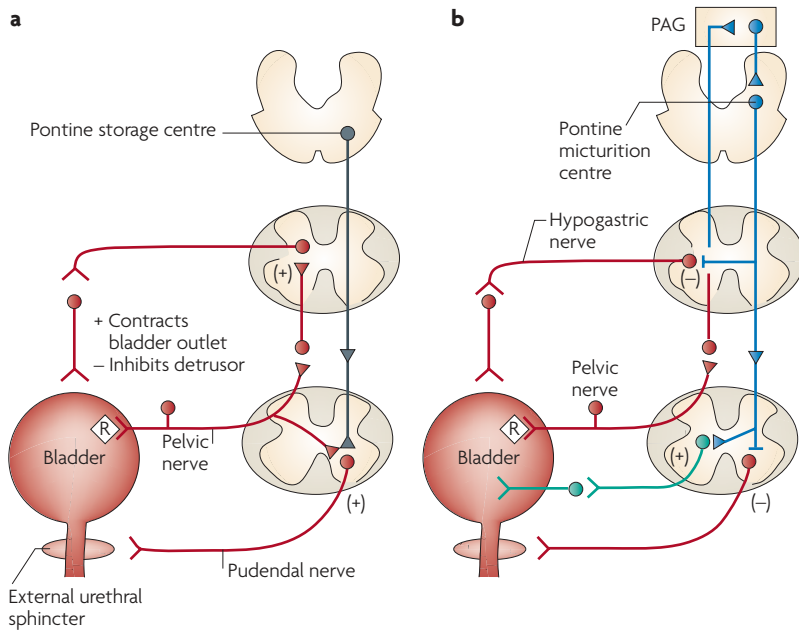 a
Pontine storage centre
(+)
+ Contracts
bladder outlet
– Inhibits detrusor
R
Bladder
Pelvic
nerve
(+)
Pudendal nerve
External urethral
sphincter
b
PAG
Pontine
micturition
centre
Hypogastric
nerve
(–)
Pelvic
nerve
R
Bladder
(+)
(–)